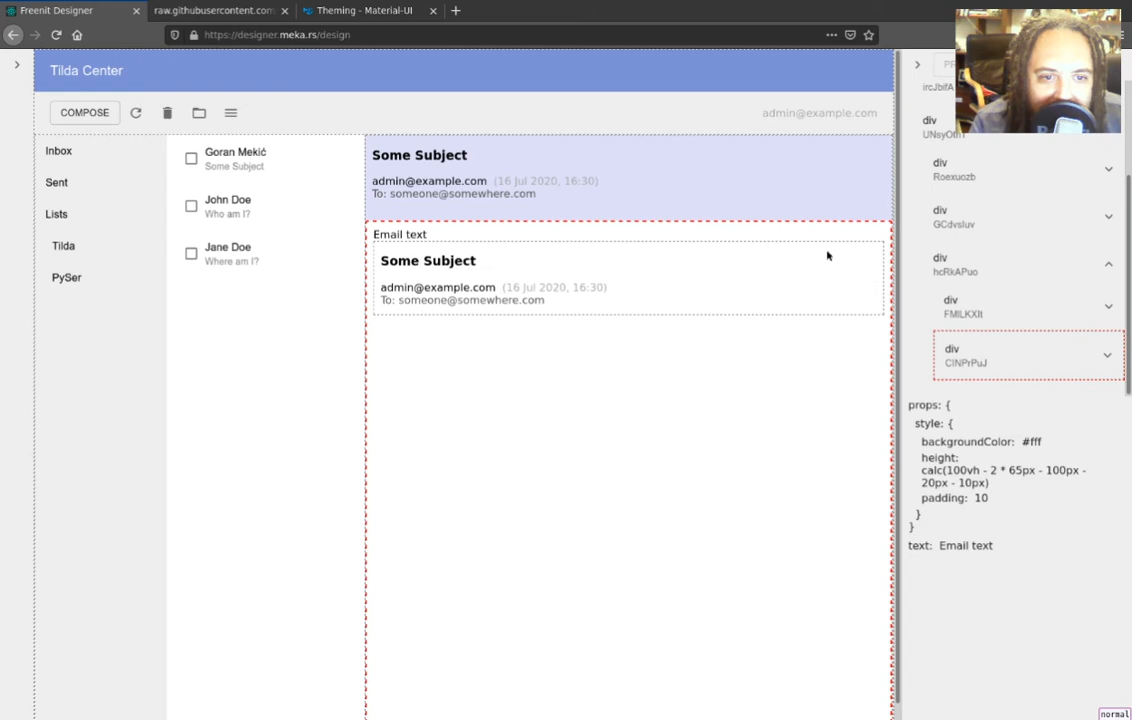 Freenit Designer
raw.githubusercontent.com
Theming - Material-UI
https://designer.meka.rs/design
Tilda Center
COMPOSE
admin@example.com
Inbox
Sent
Lists
Tilda
PySer
Goran Mekić
Some Subject
John Doe
Who am I?
Jane Doe
Where am I?
Some Subject
admin@example.com (16 Jul 2020, 16:30)
To: someone@somewhere.com
Email text
Some Subject
admin@example.com (16 Jul 2020, 16:30)
To: someone@somewhere.com
div
div
Roexuozb
div
GCdvsluv
div
hcRkAPuo
div
FMlLKXlt
div
ClNPrPuJ
props: {
style: {
backgroundColor: #fff
height:
calc(100vh - 2 * 65px - 100px -
20px - 10px)
padding: 10
}
}
text: Email text
normal